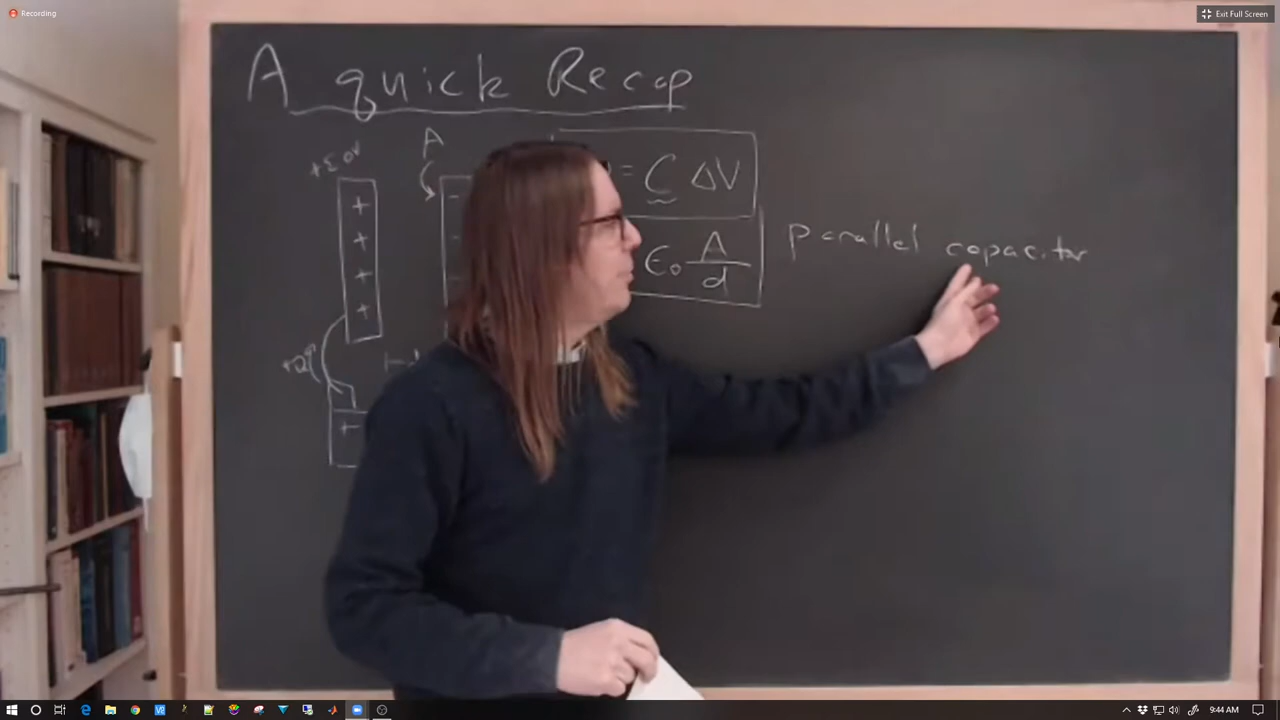 Recording
Exit Full Screen
A quick Recap
A
= C ΔV
+ + + +
ε₀ A/d
parallel capacitor
+
9:44 AM